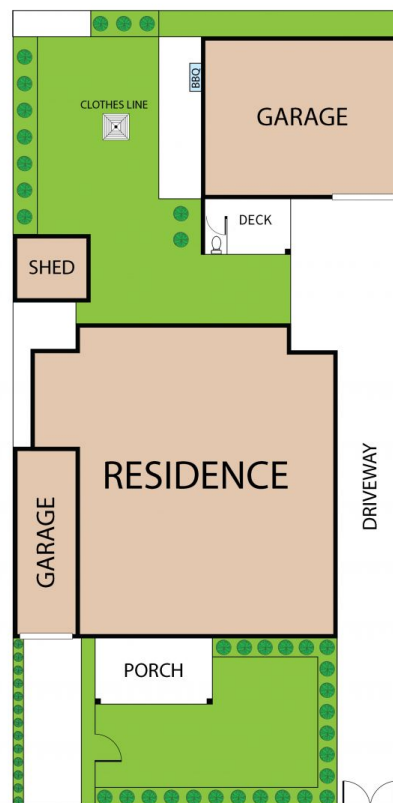 BBQ
GARAGE
CLOTHES LINE
DECK
SHED
RESIDENCE
GARAGE
DRIVEWAY
PORCH